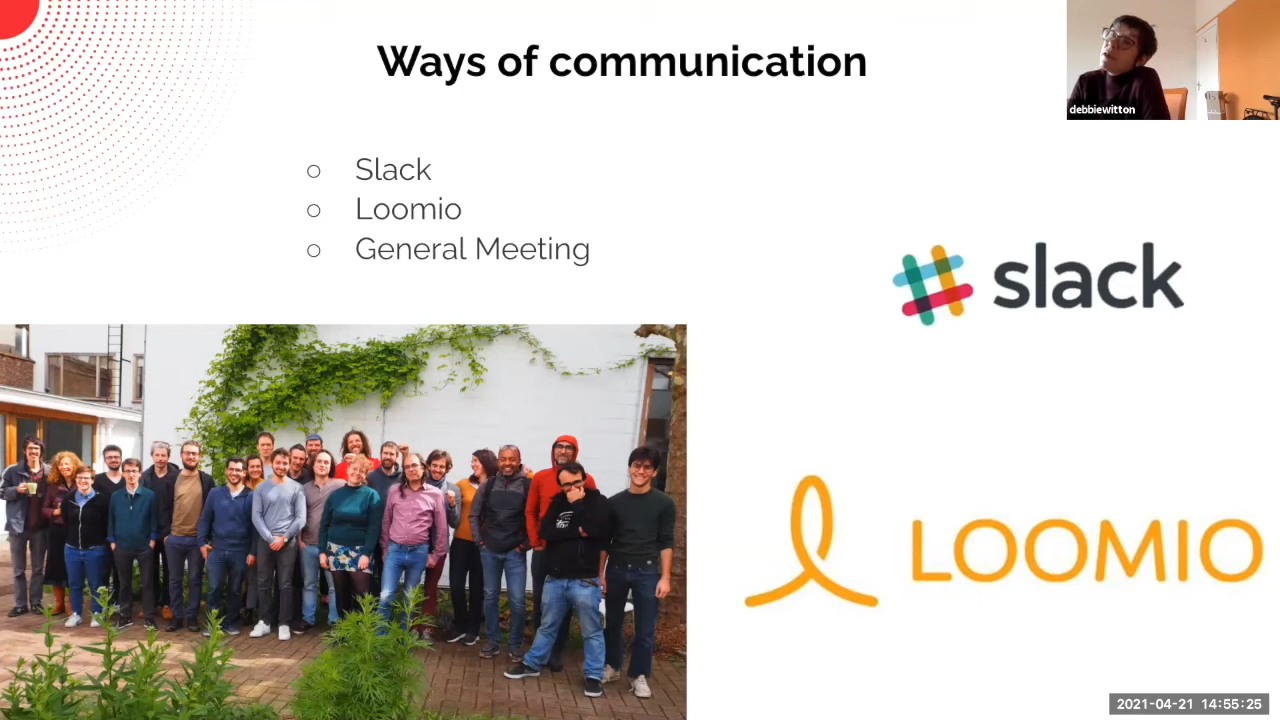 Ways of communication
debbiewitton
Slack
Loomio
General Meeting
slack
LOOMIO
2021-04-21 14:55:25